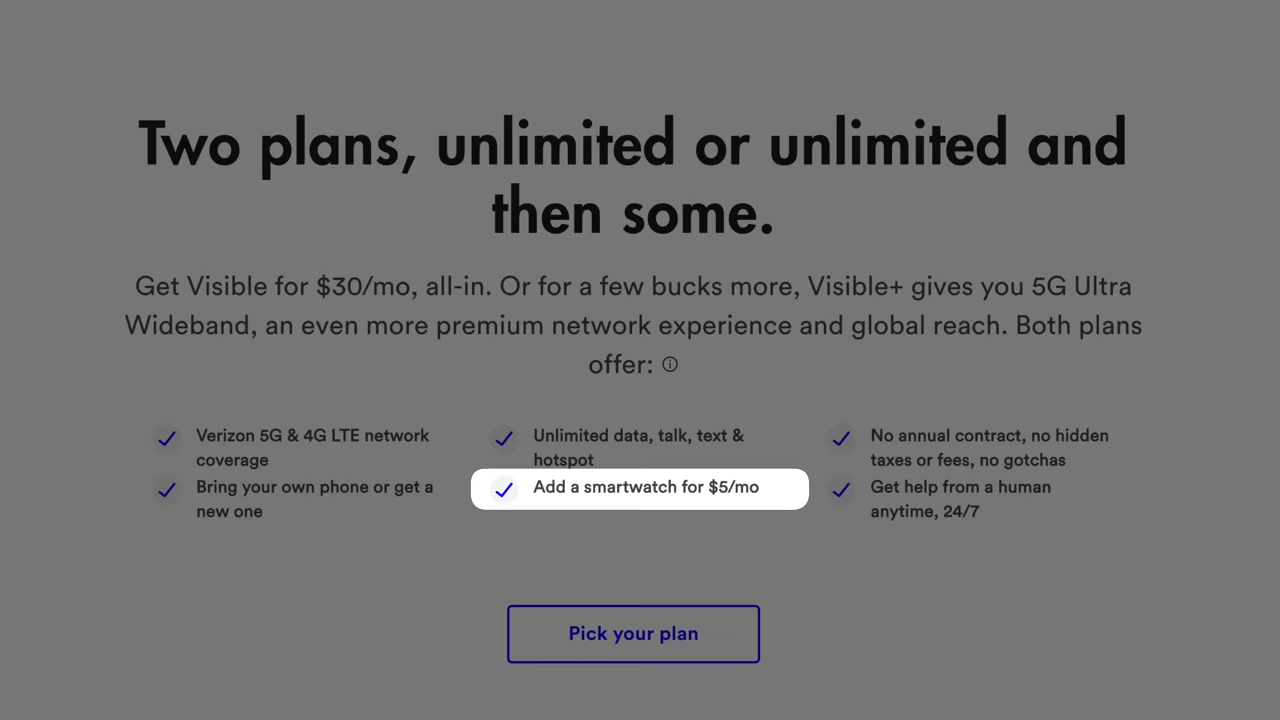 Two plans, unlimited or unlimited and
then some.
Get Visible for $30/mo, all-in. Or for a few bucks more, Visible+ gives you 5G Ultra
Wideband, an even more premium network experience and global reach. Both plans
offer:
Verizon 5G & 4G LTE network
coverage
Unlimited data, talk, text &
hotspot
No annual contract, no hidden
taxes or fees, no gotchas
Bring your own phone or get a
new one
Add a smartwatch for $5/mo
Get help from a human
anytime, 24/7
Pick your plan